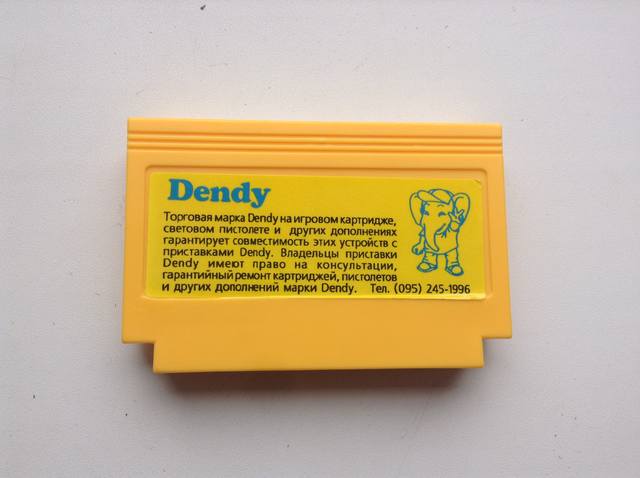 Dendy
Торговая марка Dendy на игровом картридже,
световом пистолете и других дополнениях
гарантирует совместимость этих устройств с
приставками Dendy. Владельцы приставки
Dendy имеют право на консультации,
гарантийный ремонт картриджей, пистолетов
и других дополнений марки Dendy. Тел. (095) 245-1996